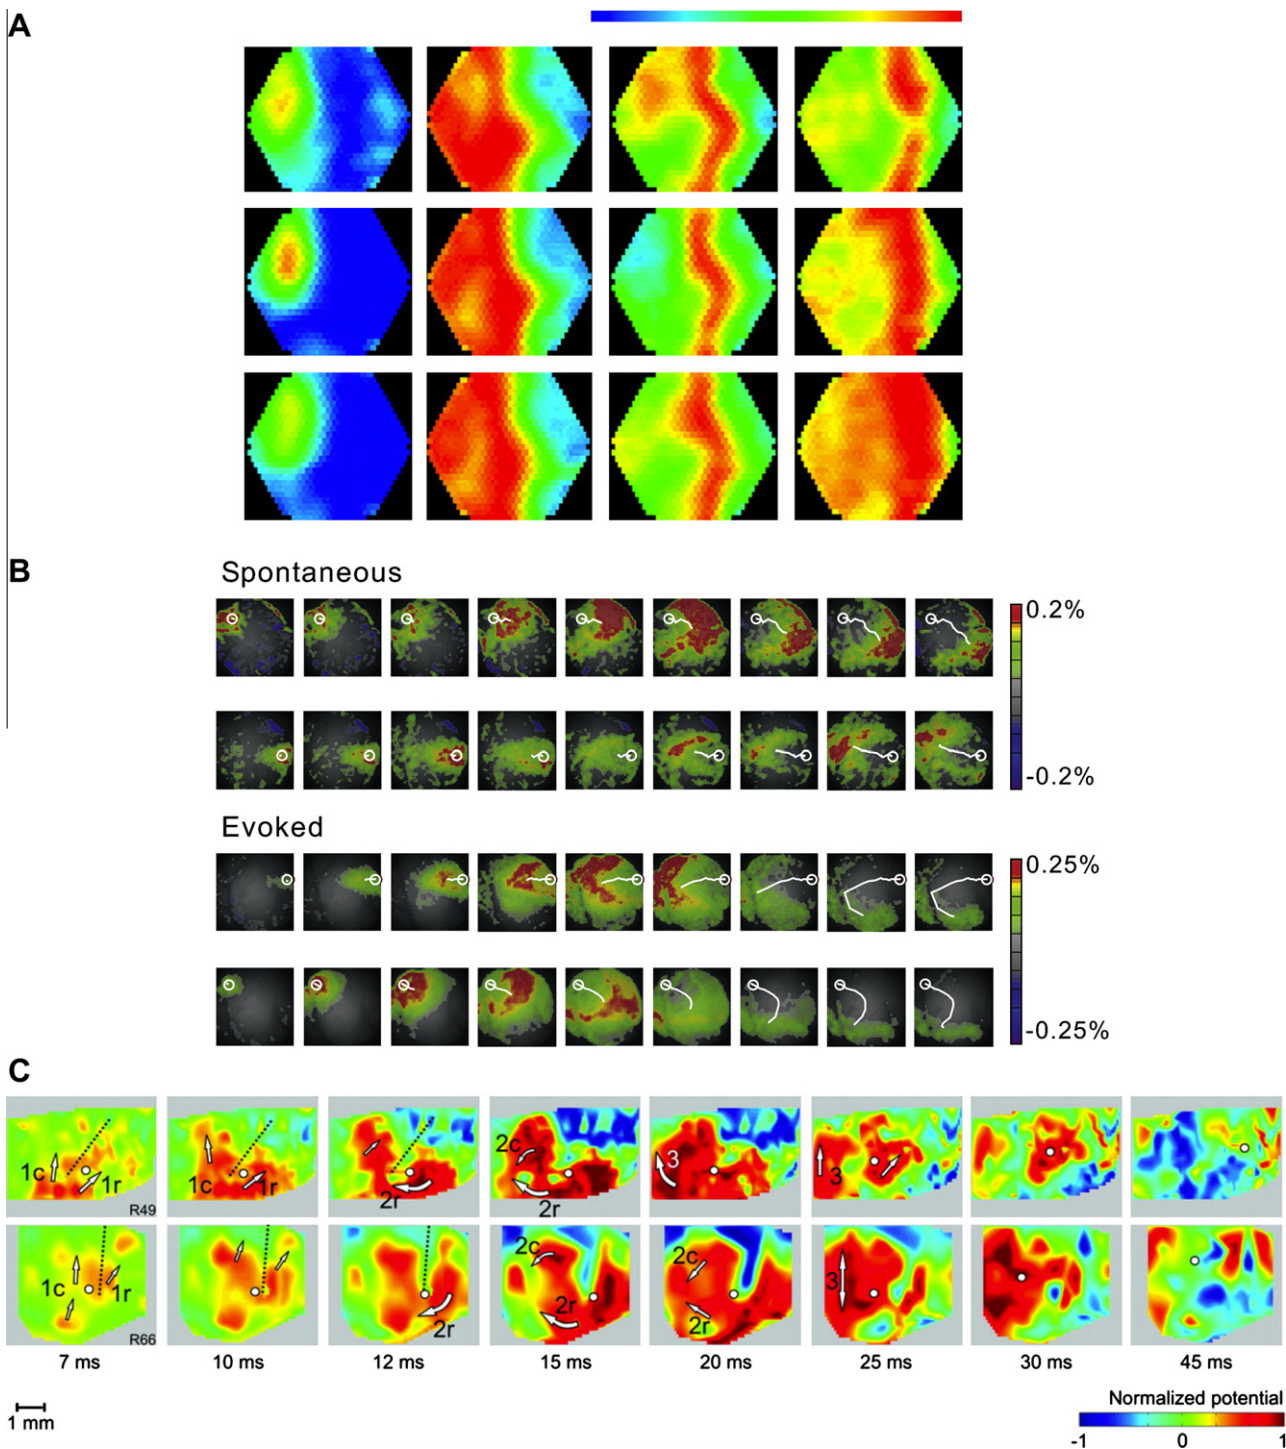 A
B
Spontaneous
0.2%
-0.2%
Evoked
0.25%
-0.25%
C
1c 1r R49
1c 1r
2r
2c 2r
3
3
1c 1r R66
2r
2c 2r
2c 2r
3
7 ms 10 ms 12 ms 15 ms 20 ms 25 ms 30 ms 45 ms
1 mm
Normalized potential
-1 0 1